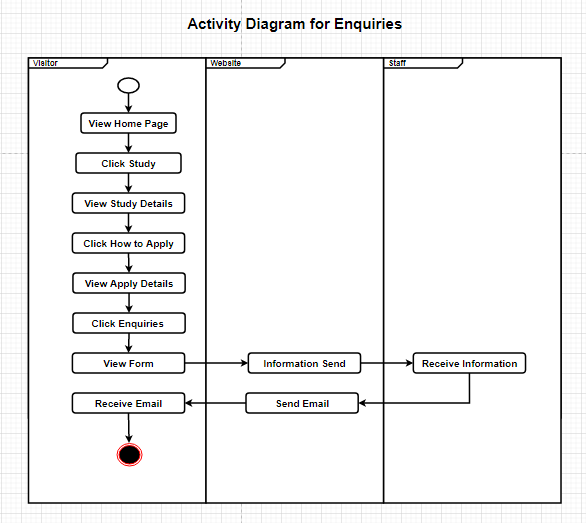 Activity Diagram for Enquiries
Visitor
Website
Staff
View Home Page
Click Study
View Study Details
Click How to Apply
View Apply Details
Click Enquiries
View Form
Information Send
Receive Information
Receive Email
Send Email